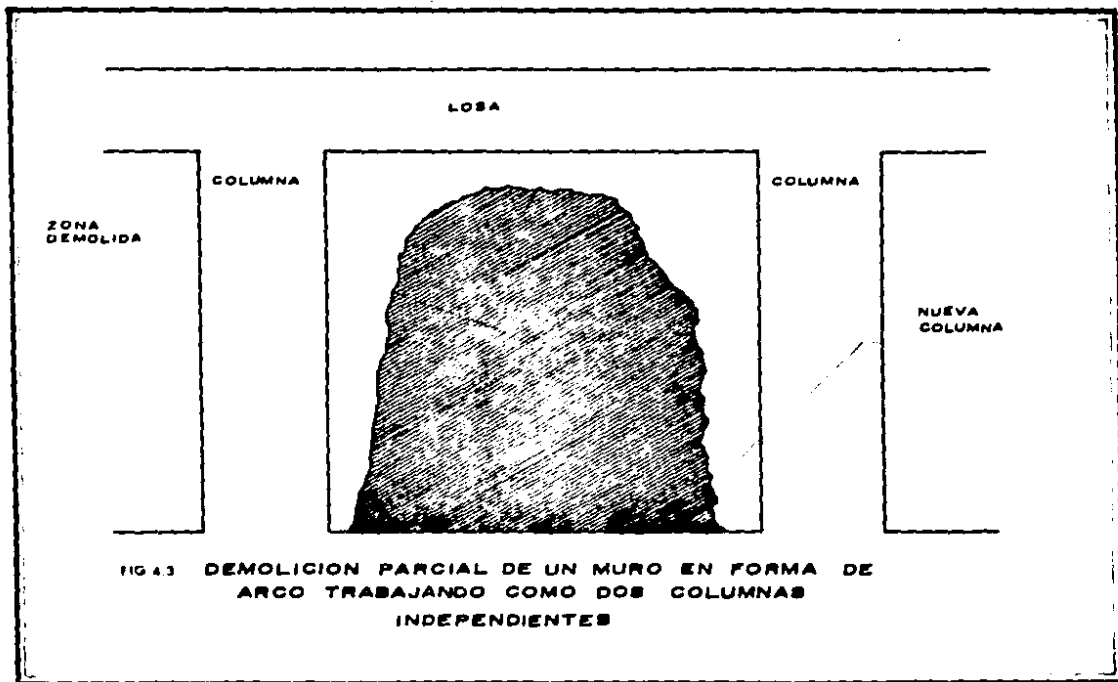 LOSA
COLUMNA
COLUMNA
ZONA
DEMOLIDA
NUEVA
COLUMNA
FIG 4.3 DEMOLICION PARCIAL DE UN MURO EN FORMA DE
ARCO TRABAJANDO COMO DOS COLUMNAS
INDEPENDIENTES